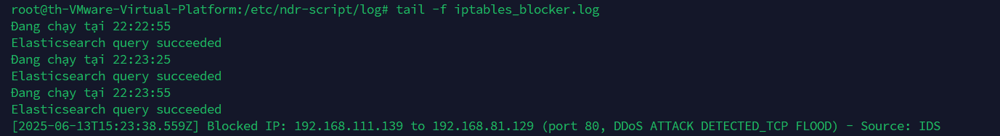 root@th-VMware-Virtual-Platform:/etc/ndr-script/log# tail -f iptables_blocker.log
Đang chạy tại 22:22:55
Elasticsearch query succeeded
Đang chạy tại 22:23:25
Elasticsearch query succeeded
Đang chạy tại 22:23:55
Elasticsearch query succeeded
[2025-06-13T15:23:38.559Z] Blocked IP: 192.168.111.139 to 192.168.81.129 (port 80, DDoS ATTACK DETECTED_TCP FLOOD) - Source: IDS